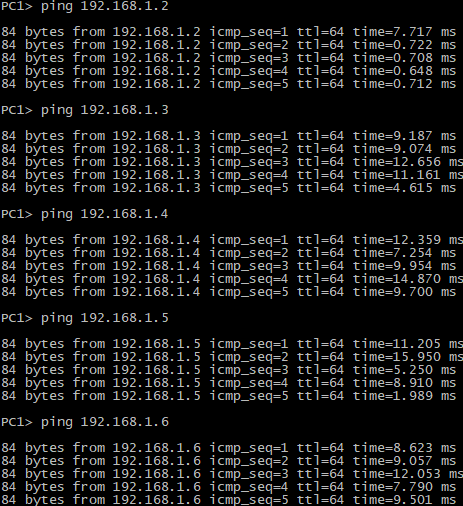 PC1> ping 192.168.1.2
84 bytes from 192.168.1.2 icmp_seq=1 ttl=64 time=7.717 ms
84 bytes from 192.168.1.2 icmp_seq=2 ttl=64 time=0.722 ms
84 bytes from 192.168.1.2 icmp_seq=3 ttl=64 time=0.708 ms
84 bytes from 192.168.1.2 icmp_seq=4 ttl=64 time=0.648 ms
84 bytes from 192.168.1.2 icmp_seq=5 ttl=64 time=0.712 ms
PC1> ping 192.168.1.3
84 bytes from 192.168.1.3 icmp_seq=1 ttl=64 time=9.187 ms
84 bytes from 192.168.1.3 icmp_seq=2 ttl=64 time=9.074 ms
84 bytes from 192.168.1.3 icmp_seq=3 ttl=64 time=12.656 ms
84 bytes from 192.168.1.3 icmp_seq=4 ttl=64 time=11.161 ms
84 bytes from 192.168.1.3 icmp_seq=5 ttl=64 time=4.615 ms
PC1> ping 192.168.1.4
84 bytes from 192.168.1.4 icmp_seq=1 ttl=64 time=12.359 ms
84 bytes from 192.168.1.4 icmp_seq=2 ttl=64 time=7.254 ms
84 bytes from 192.168.1.4 icmp_seq=3 ttl=64 time=9.954 ms
84 bytes from 192.168.1.4 icmp_seq=4 ttl=64 time=14.870 ms
84 bytes from 192.168.1.4 icmp_seq=5 ttl=64 time=9.700 ms
PC1> ping 192.168.1.5
84 bytes from 192.168.1.5 icmp_seq=1 ttl=64 time=11.205 ms
84 bytes from 192.168.1.5 icmp_seq=2 ttl=64 time=15.950 ms
84 bytes from 192.168.1.5 icmp_seq=3 ttl=64 time=5.250 ms
84 bytes from 192.168.1.5 icmp_seq=4 ttl=64 time=8.910 ms
84 bytes from 192.168.1.5 icmp_seq=5 ttl=64 time=1.989 ms
PC1> ping 192.168.1.6
84 bytes from 192.168.1.6 icmp_seq=1 ttl=64 time=8.623 ms
84 bytes from 192.168.1.6 icmp_seq=2 ttl=64 time=9.057 ms
84 bytes from 192.168.1.6 icmp_seq=3 ttl=64 time=12.053 ms
84 bytes from 192.168.1.6 icmp_seq=4 ttl=64 time=7.790 ms
84 bytes from 192.168.1.6 icmp_seq=5 ttl=64 time=9.501 ms